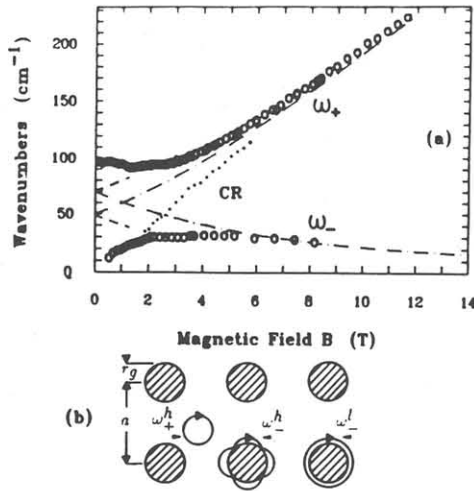 Wavenumbers (cm⁻¹)
200
150
100
50
0
ω₊
(a)
CR
ω₋
0 2 4 6 8 10 12 14
Magnetic Field B (T)
r_g
(b)
a
ω₊ʰ
ω₋ʰ
ω₋ˡ